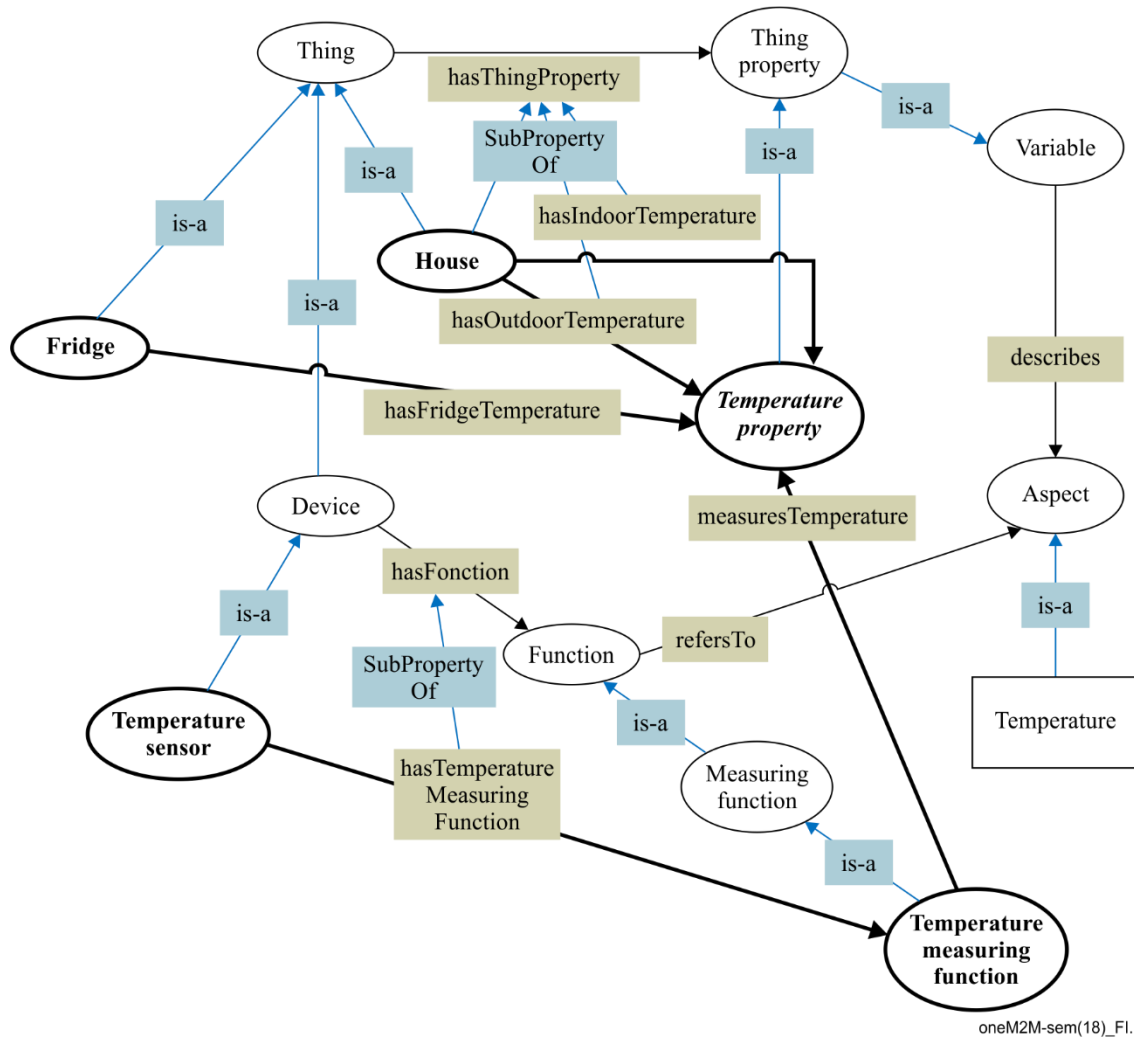 Thing
Thing
property
hasThingProperty
is-a
Variable
SubProperty
Of
is-a
is-a
hasIndoorTemperature
is-a
House
is-a
hasOutdoorTemperature
Fridge
describes
hasFridgeTemperature
Temperature
property
Device
Aspect
measuresTemperature
hasFonction
is-a
is-a
refersTo
Function
SubProperty
Of
Temperature
sensor
is-a
Temperature
hasTemperature
Measuring
Function
Measuring
function
is-a
Temperature
measuring
function
oneM2M-sem(18)_FI.